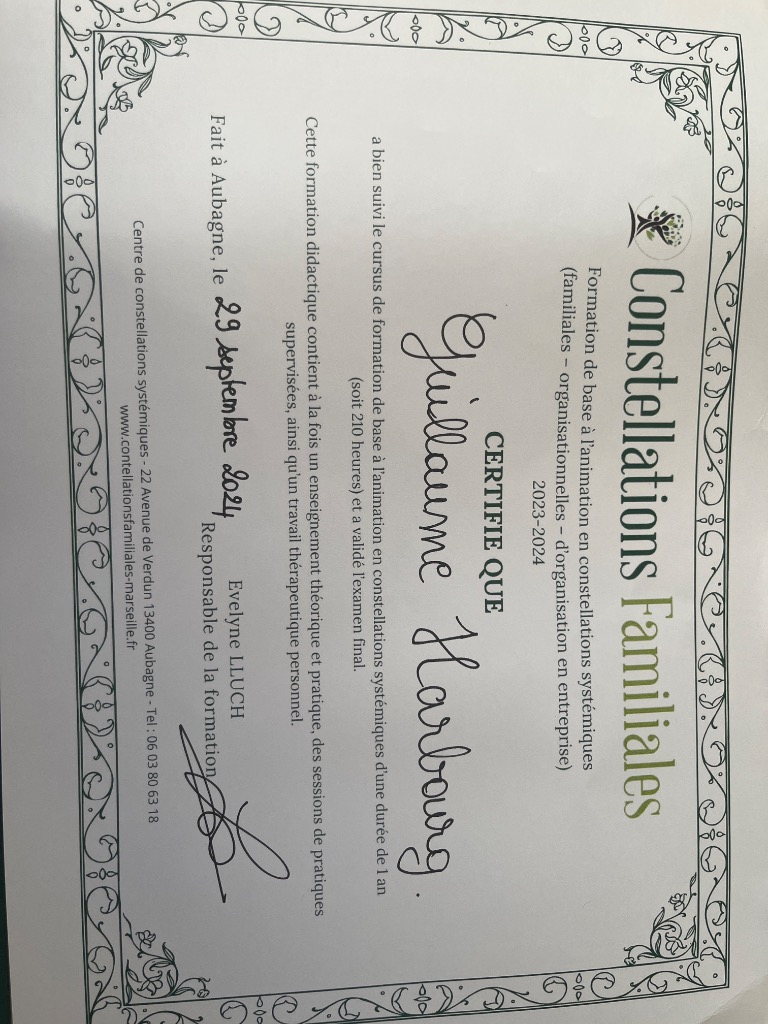 Constellations Familiales
Formation de base à l'animation en constellations systémiques
(familiales – organisationnelles – d'organisation en entreprise)
2023-2024
CERTIFIE QUE
Guillaume Harbourg.
a bien suivi le cursus de formation de base à l'animation en constellations systémiques d'une durée de 1 an
(soit 210 heures) et a validé l'examen final.
Cette formation didactique contient à la fois un enseignement théorique et pratique, des sessions de pratiques
supervisées, ainsi qu'un travail thérapeutique personnel.
Evelyne LLUCH
Fait à Aubagne, le 29 septembre 2024 Responsable de la formation
Centre de constellations systémiques - 22 Avenue de Verdun 13400 Aubagne - Tel : 06 03 80 63 18
www.contellationsfamiliales-marseille.fr